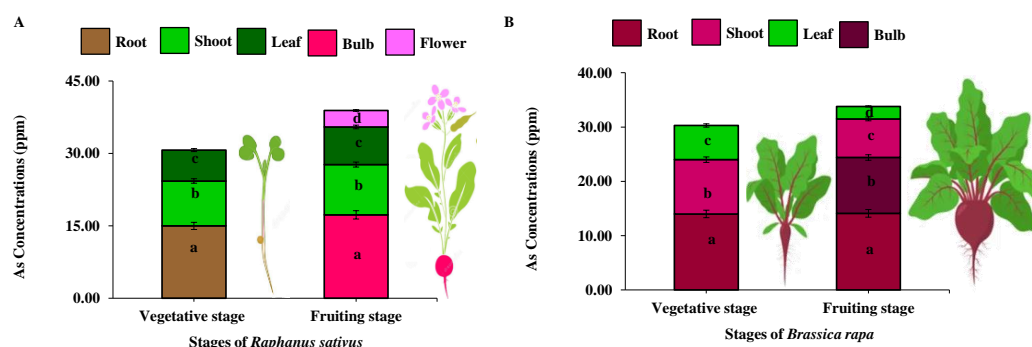 A
Root Shoot Leaf Bulb Flower
45.00
30.00
15.00
0.00
As Concentrations (ppm)
c
b
a
d
c
b
a
Vegetative stage Fruiting stage
Stages of Raphanus sativus
B
Root Shoot Leaf Bulb
40.00
30.00
20.00
10.00
0.00
As Concentrations (ppm)
c
b
a
d
c
b
a
Vegetative stage Fruiting stage
Stages of Brassica rapa